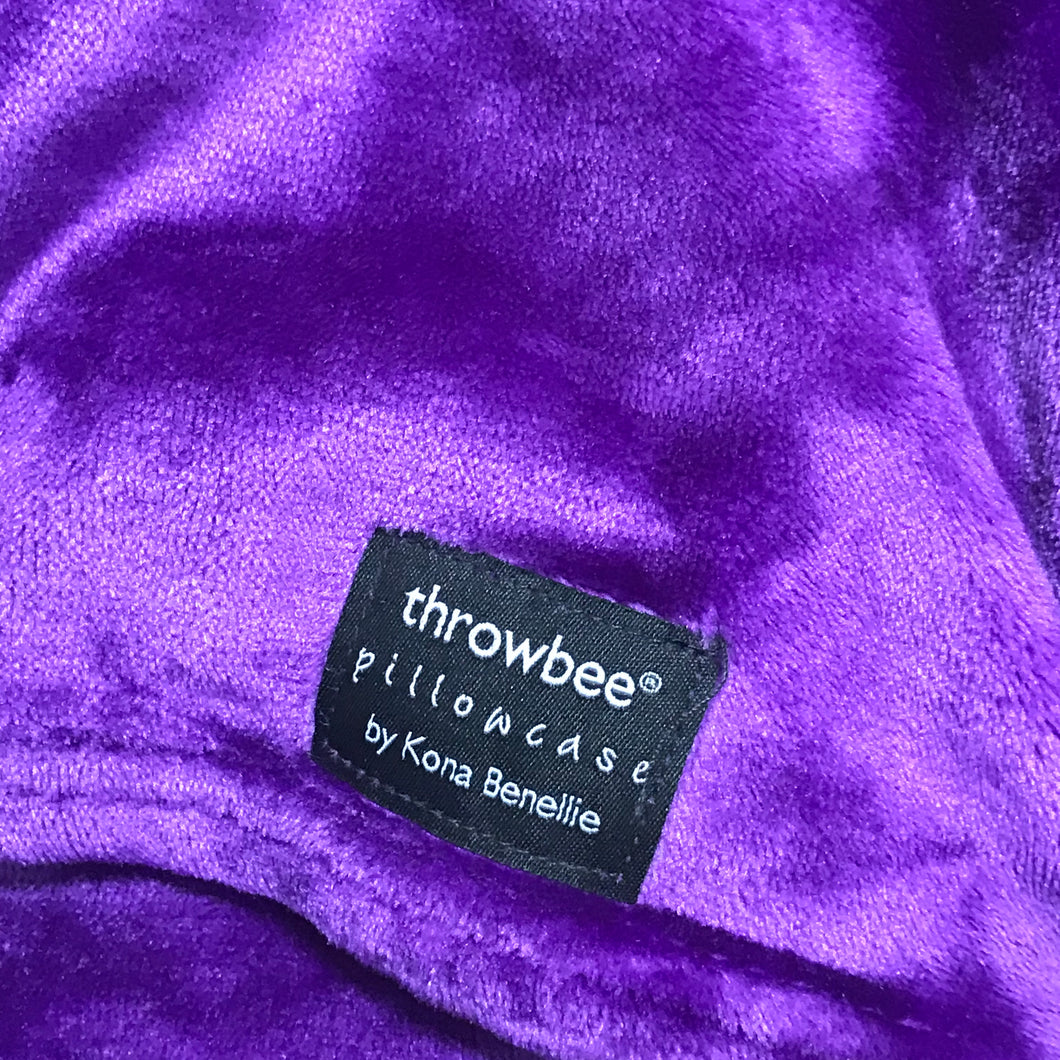 throwbee®
pillowcase
by Kona Benellie